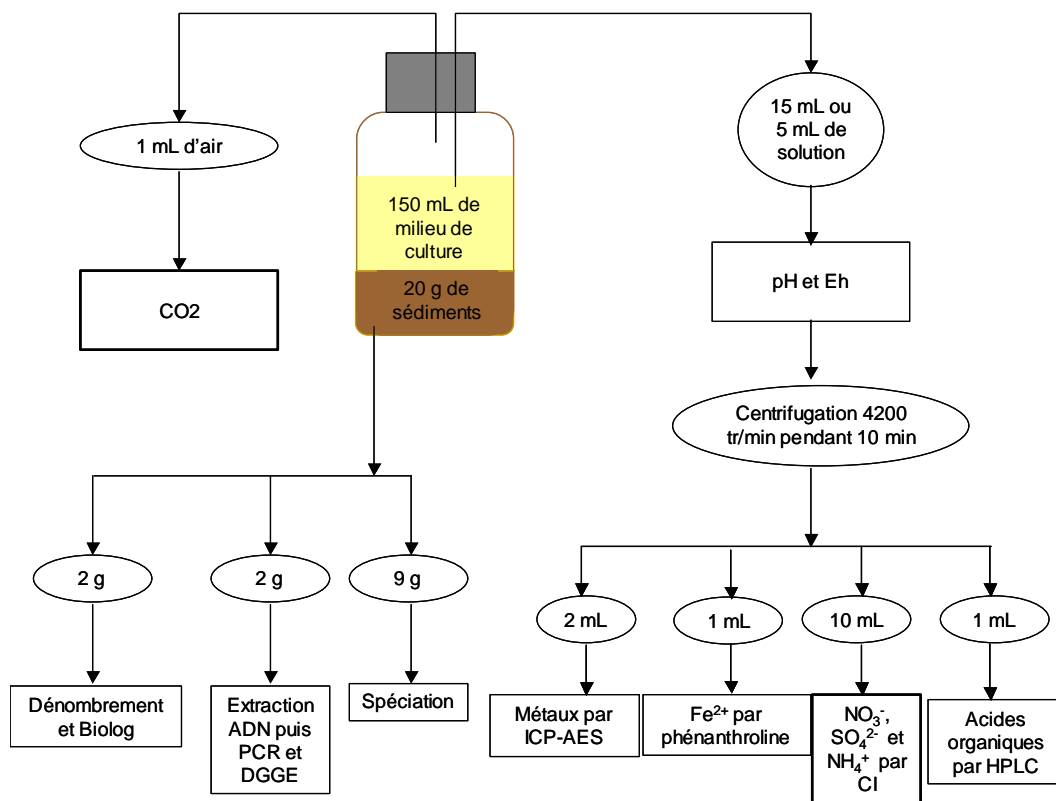 1 mL d'air
CO2
150 mL de
milieu de
culture
20 g de
sédiments
15 mL ou
5 mL de
solution
pH et Eh
Centrifugation 4200
tr/min pendant 10 min
2 g
2 g
9 g
Dénombrement
et Biolog
Extraction
ADN puis
PCR et
DGGE
Spéciation
2 mL
1 mL
10 mL
1 mL
Métaux par
ICP-AES
Fe²⁺ par
phénanthroline
NO₃⁻,
SO₄²⁻ et
NH₄⁺ par
CI
Acides
organiques
par HPLC